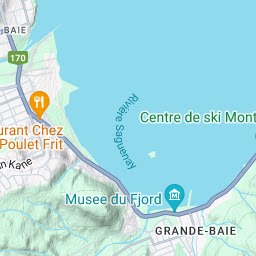 - BAIE
170
Rivière Saguenay
Centre de ski Mont
urant Chez
Poulet Frit
n Kane
Musee du Fjord
GRANDE-BAIE